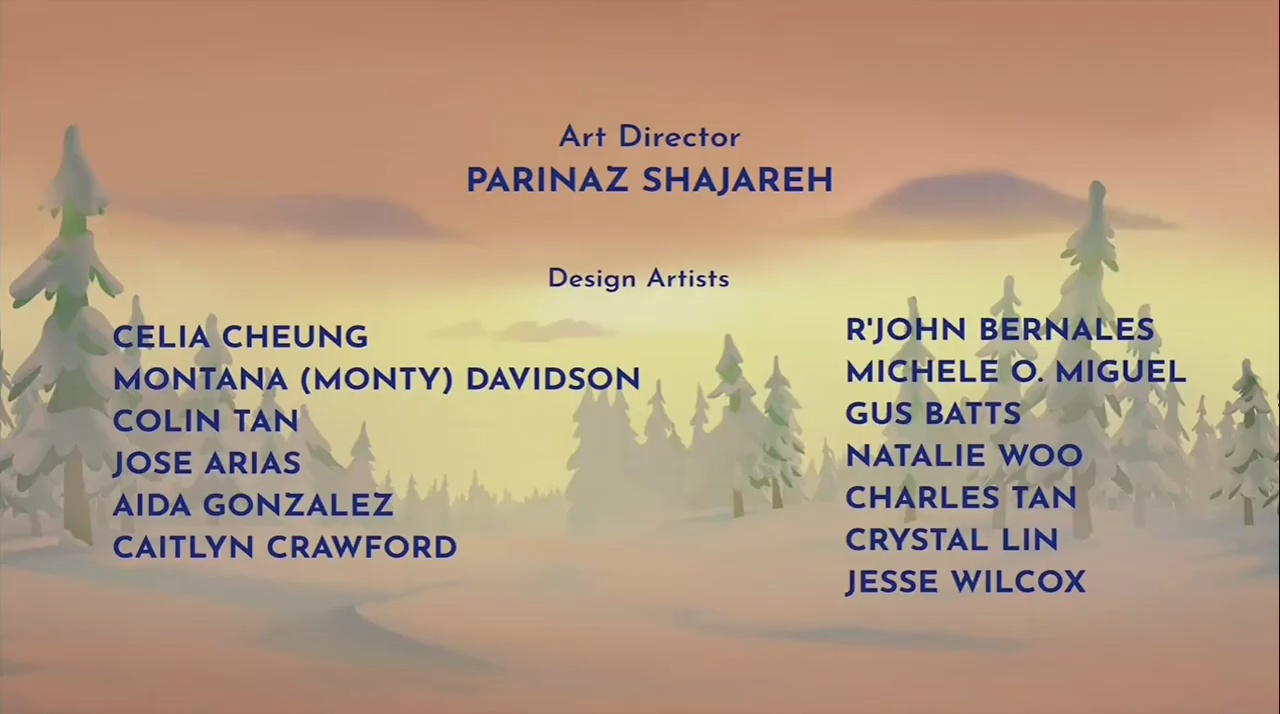 Art Director
PARINAZ SHAJAREH
Design Artists
CELIA CHEUNG
MONTANA (MONTY) DAVIDSON
COLIN TAN
JOSE ARIAS
AIDA GONZALEZ
CAITLYN CRAWFORD
R'JOHN BERNALES
MICHELE O. MIGUEL
GUS BATTS
NATALIE WOO
CHARLES TAN
CRYSTAL LIN
JESSE WILCOX